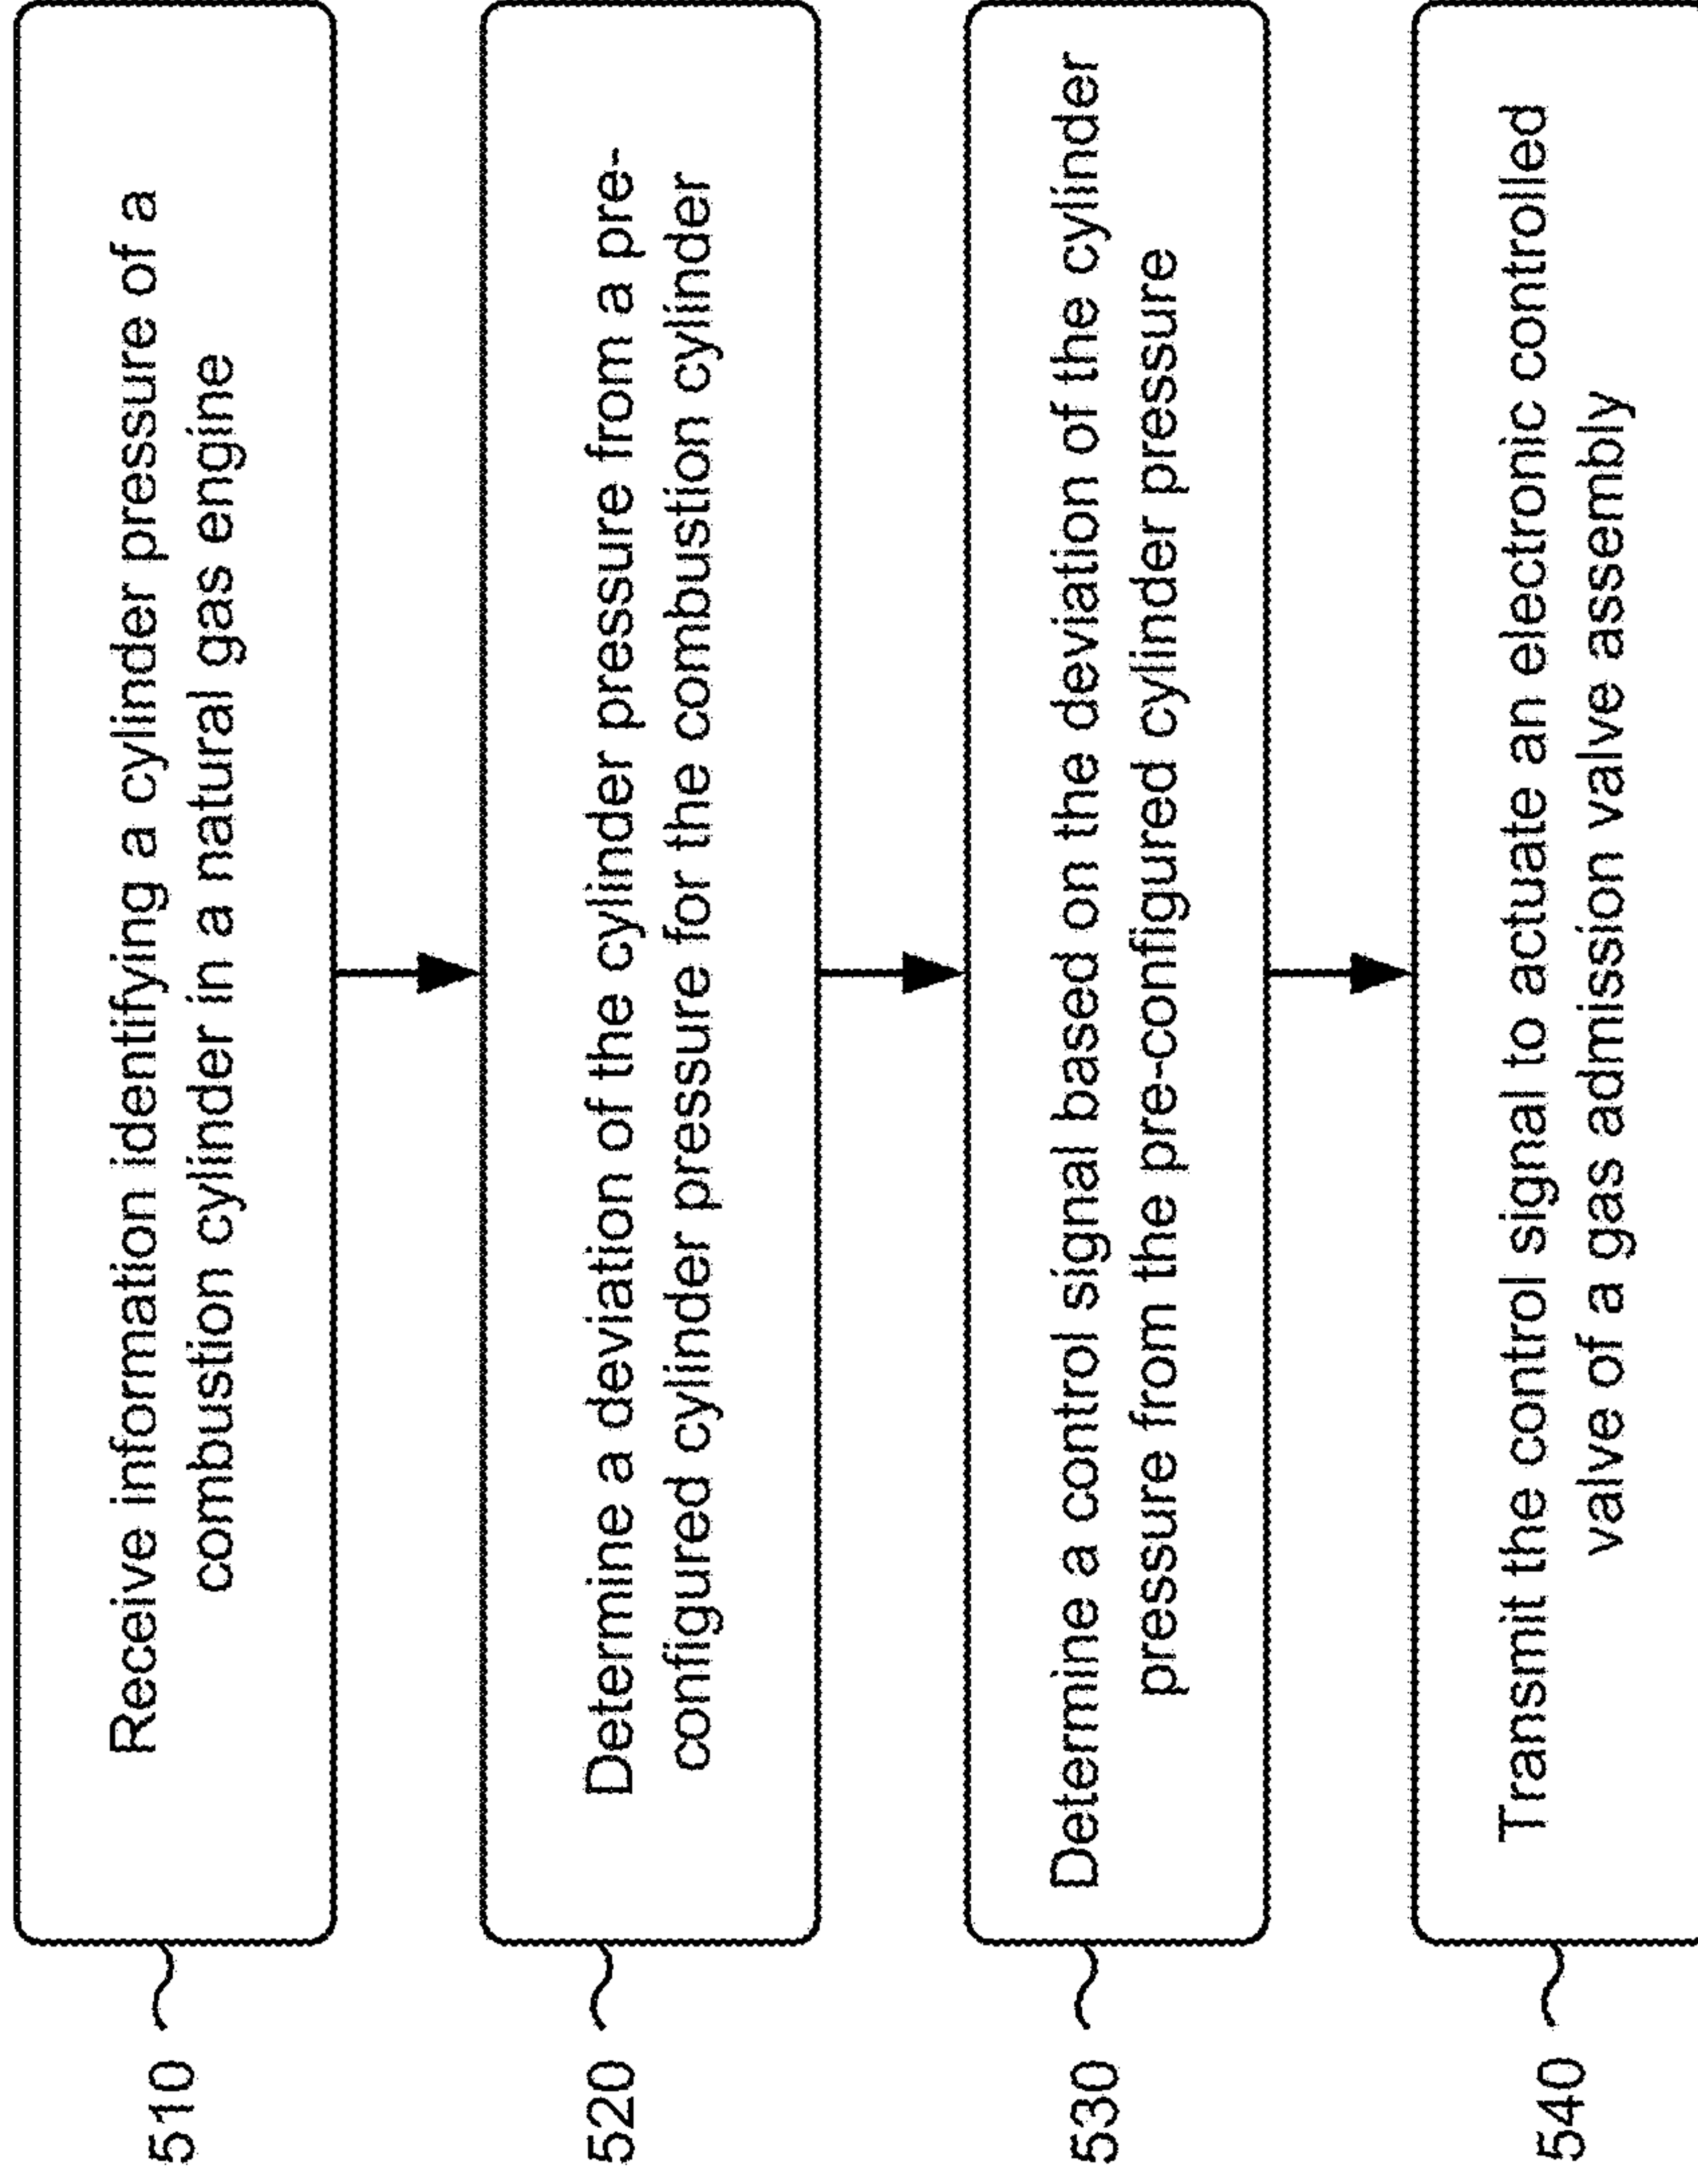 510
Receive information identifying a cylinder pressure of a
combustion cylinder in a natural gas engine
520
Determine a deviation of the cylinder pressure from a pre-
configured cylinder pressure for the combustion cylinder
530
Determine a control signal based on the deviation of the cylinder
pressure from the pre-configured cylinder pressure
540
Transmit the control signal to actuate an electronic controlled
valve of a gas admission valve assembly